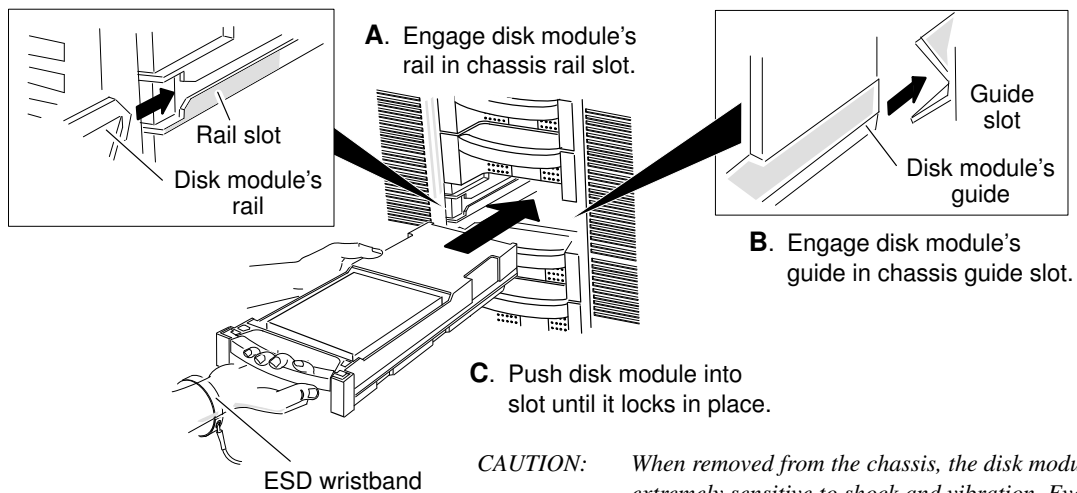 A. Engage disk module's
rail in chassis rail slot.
Rail slot
Disk module's
rail
Guide
slot
Disk module's
guide
B. Engage disk module's
guide in chassis guide slot.
C. Push disk module into
slot until it locks in place.
ESD wristband
CAUTION: When removed from the chassis, the disk modu